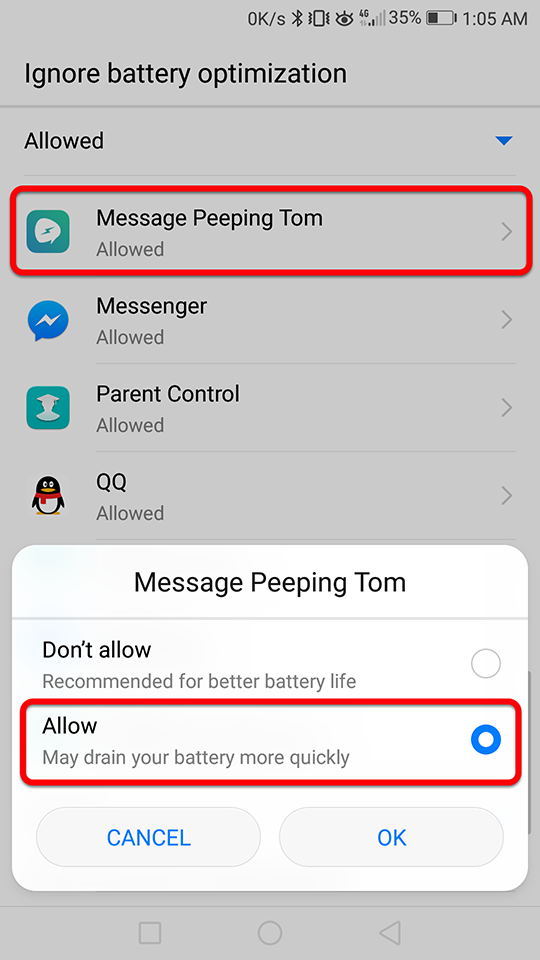 0K/s 4G 35% 1:05 AM
Ignore battery optimization
Allowed
Message Peeping Tom
Allowed
Messenger
Allowed
Parent Control
Allowed
QQ
Allowed
Message Peeping Tom
Don’t allow
Recommended for better battery life
Allow
May drain your battery more quickly
CANCEL OK